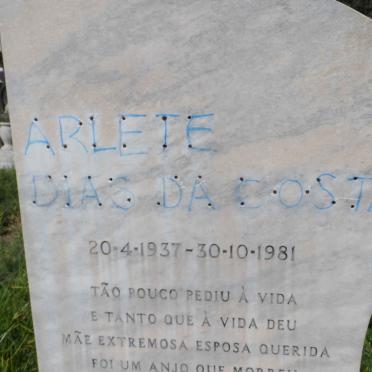 ARLETE
DIAS DA COSTA
20-4-1937-30-10-1981
TÃO POUCO PEDIU À VIDA
E TANTO QUE À VIDA DEU
MÃE EXTREMOSA ESPOSA QUERIDA
FOI UM ANJO QUE MORREU